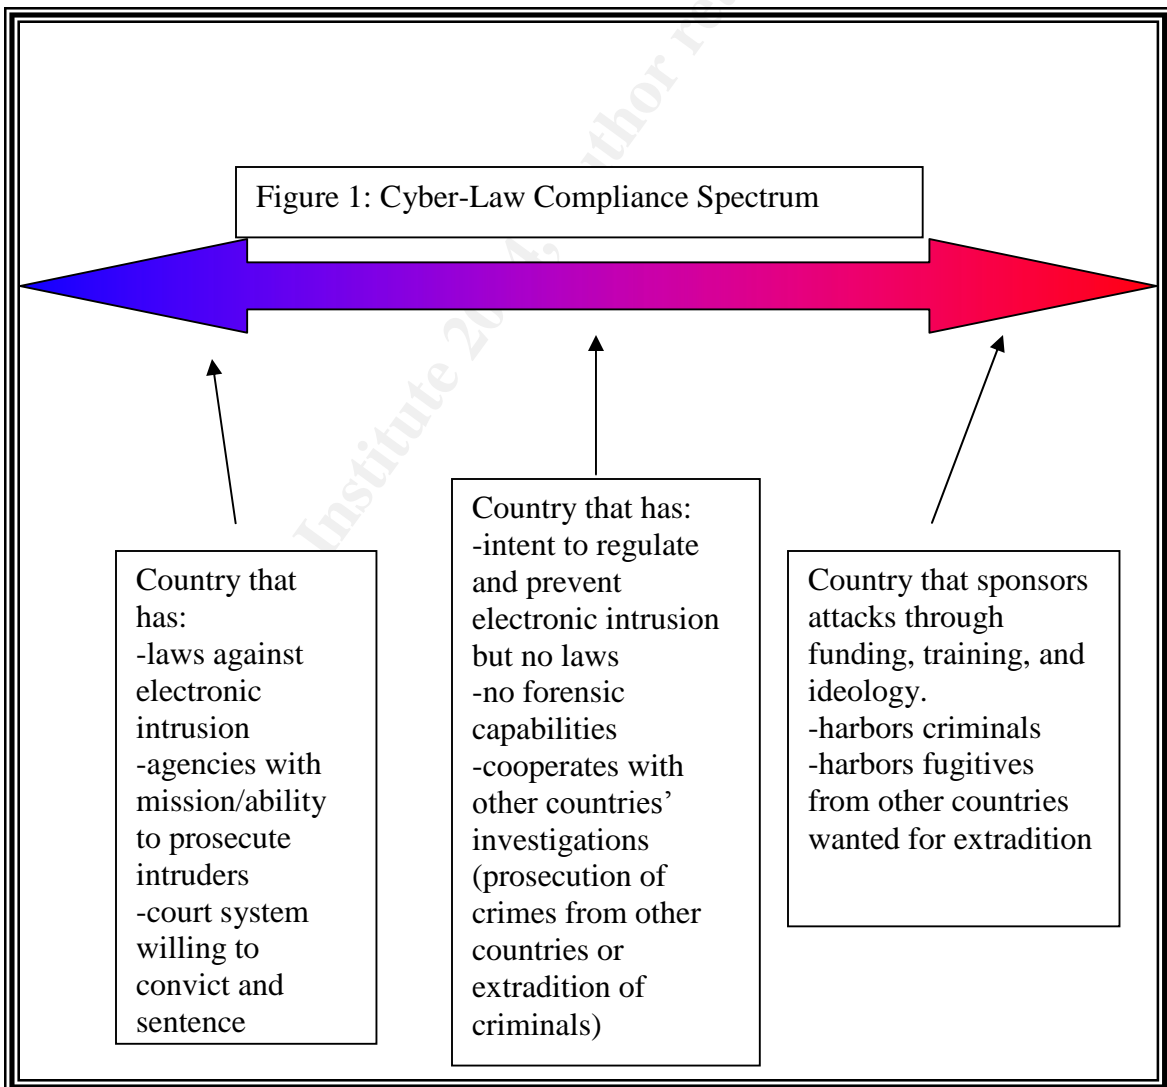 Figure 1: Cyber-Law Compliance Spectrum
Country that
has:
-laws against
electronic
intrusion
-agencies with
mission/ability
to prosecute
intruders
-court system
willing to
convict and
sentence
Country that has:
-intent to regulate
and prevent
electronic intrusion
but no laws
-no forensic
capabilities
-cooperates with
other countries’
investigations
(prosecution of
crimes from other
countries or
extradition of
criminals)
Country that sponsors
attacks through
funding, training, and
ideology.
-harbors criminals
-harbors fugitives
from other countries
wanted for extradition
Institute 20